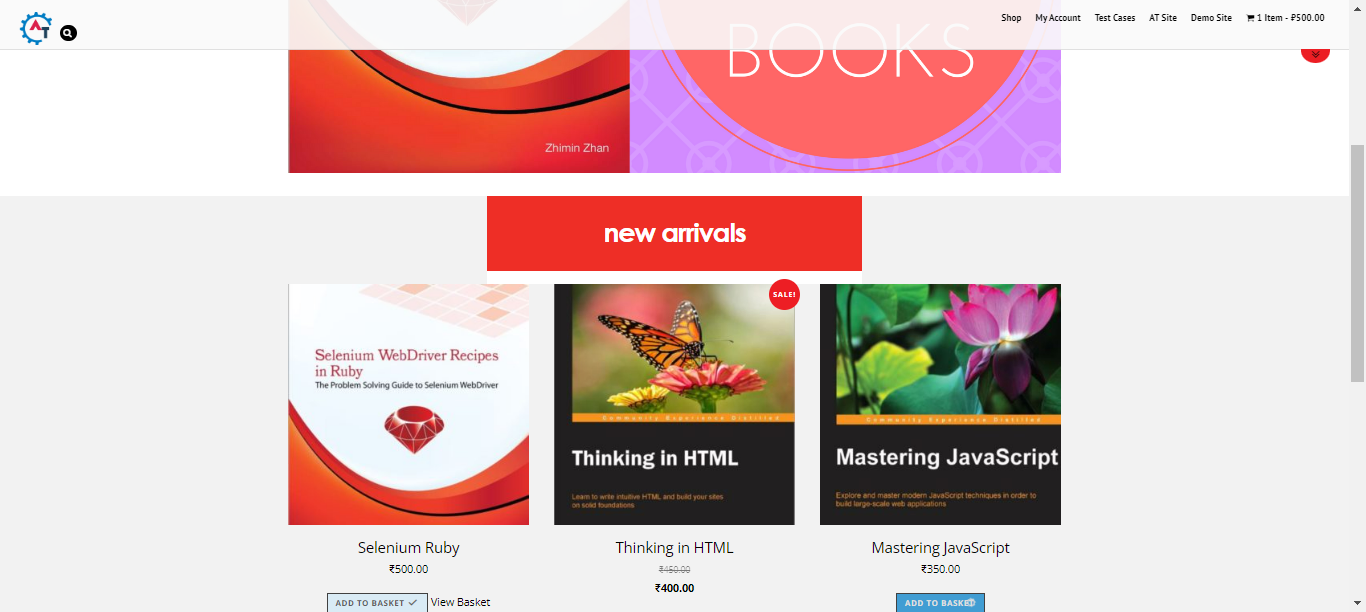 AT
Shop My Account Test Cases AT Site Demo Site 1 Item - ₹500.00
BOOKS
Zhimin Zhan
new arrivals
SALE!
Selenium WebDriver Recipes
in Ruby
The Problem Solving Guide to Selenium WebDriver
Community Experience Distilled
Thinking in HTML
Learn to write intuitive HTML and build your sites
on solid foundations
Community Experience Distilled
Mastering JavaScript
Explore and master modern JavaScript techniques in order to
build large-scale web applications
Selenium Ruby
₹500.00
ADD TO BASKET View Basket
Thinking in HTML
₹450.00
₹400.00
Mastering JavaScript
₹350.00
ADD TO BASKET